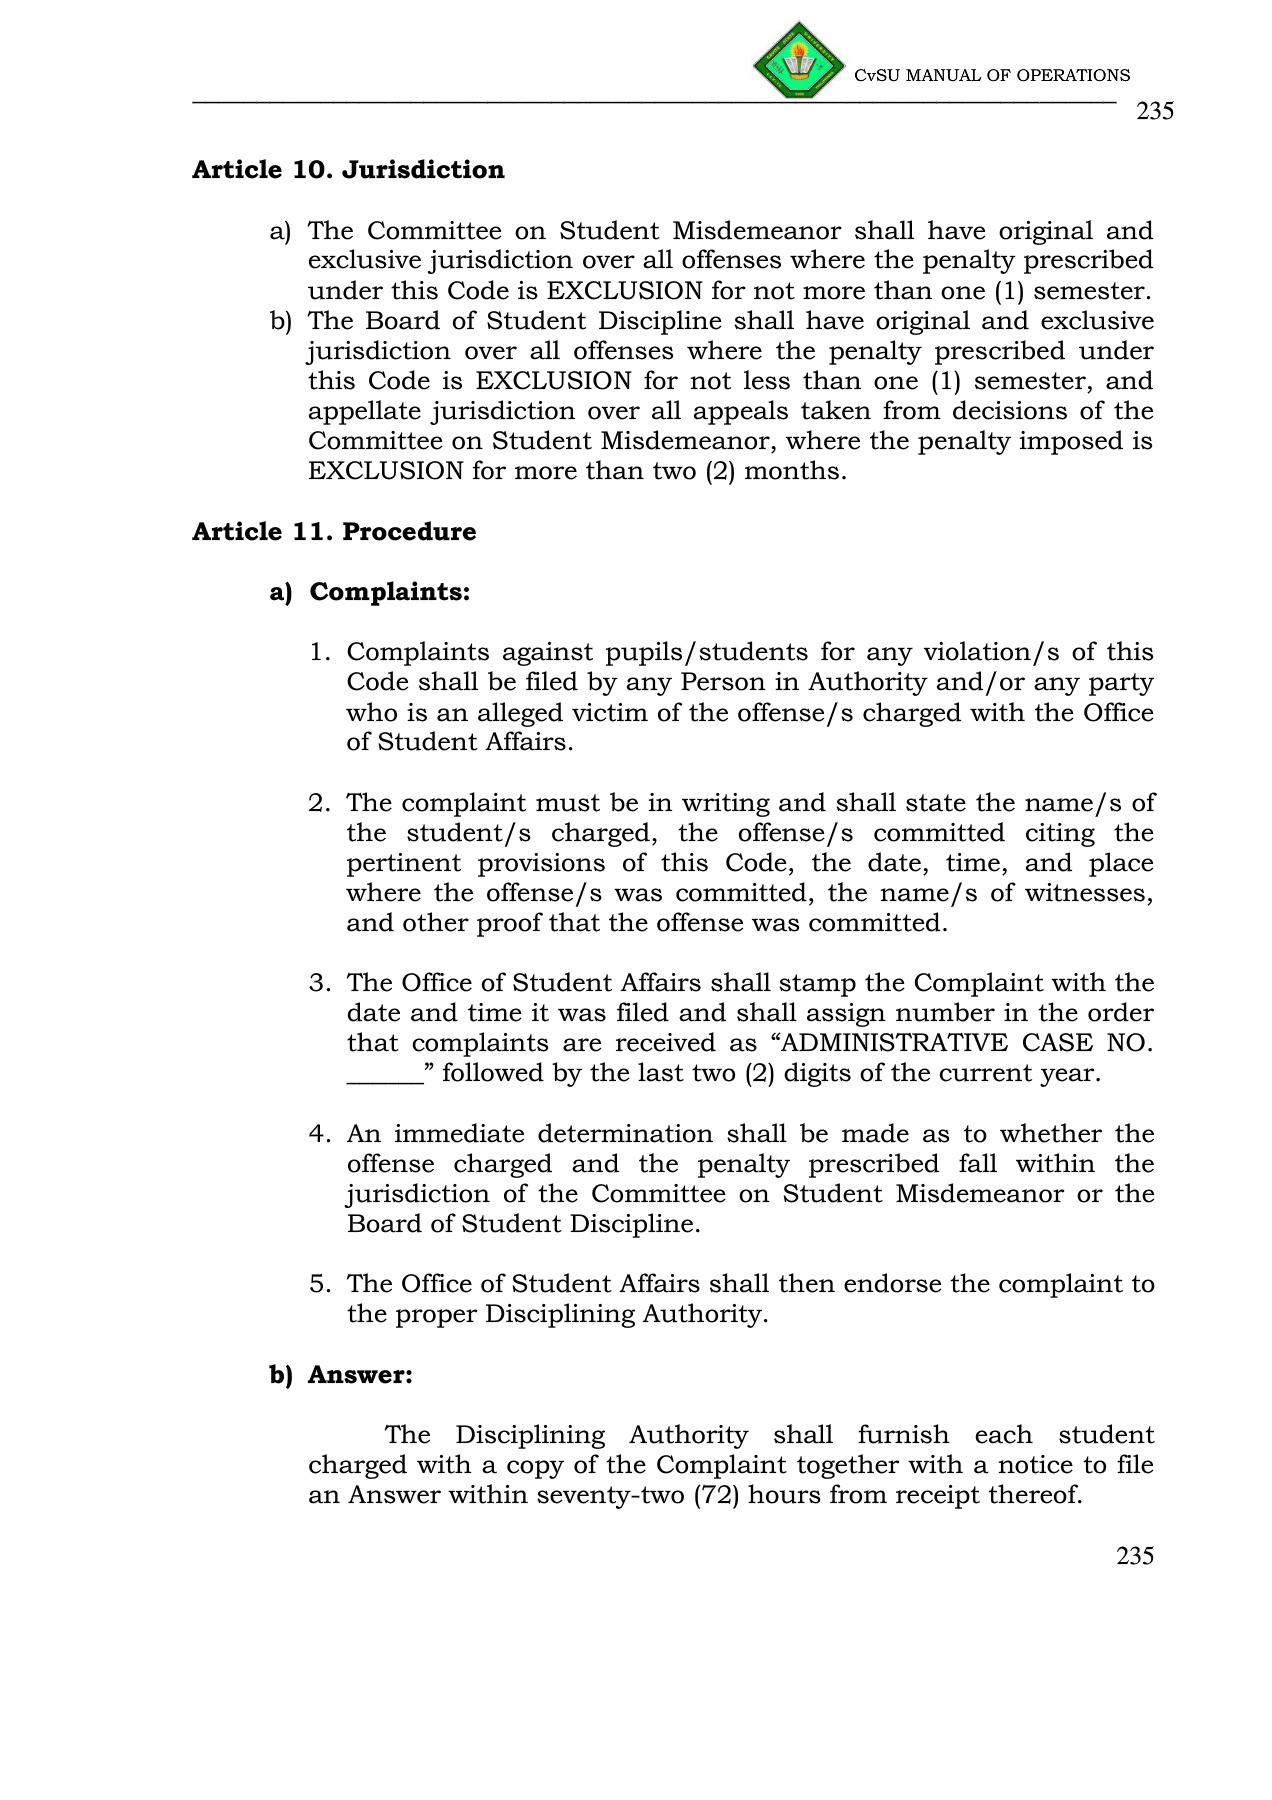 CvSU MANUAL OF OPERATIONS
235
Article 10. Jurisdiction
a) The Committee on Student Misdemeanor shall have original and
exclusive jurisdiction over all offenses where the penalty prescribed
under this Code is EXCLUSION for not more than one (1) semester.
b) The Board of Student Discipline shall have original and exclusive
jurisdiction over all offenses where the penalty prescribed under
this Code is EXCLUSION for not less than one (1) semester, and
appellate jurisdiction over all appeals taken from decisions of the
Committee on Student Misdemeanor, where the penalty imposed is
EXCLUSION for more than two (2) months.
Article 11. Procedure
a) Complaints:
1. Complaints against pupils/students for any violation/s of this
Code shall be filed by any Person in Authority and/or any party
who is an alleged victim of the offense/s charged with the Office
of Student Affairs.
2. The complaint must be in writing and shall state the name/s of
the student/s charged, the offense/s committed citing the
pertinent provisions of this Code, the date, time, and place
where the offense/s was committed, the name/s of witnesses,
and other proof that the offense was committed.
3. The Office of Student Affairs shall stamp the Complaint with the
date and time it was filed and shall assign number in the order
that complaints are received as “ADMINISTRATIVE CASE NO.
______” followed by the last two (2) digits of the current year.
4. An immediate determination shall be made as to whether the
offense charged and the penalty prescribed fall within the
jurisdiction of the Committee on Student Misdemeanor or the
Board of Student Discipline.
5. The Office of Student Affairs shall then endorse the complaint to
the proper Disciplining Authority.
b) Answer:
The Disciplining Authority shall furnish each student
charged with a copy of the Complaint together with a notice to file
an Answer within seventy-two (72) hours from receipt thereof.
235